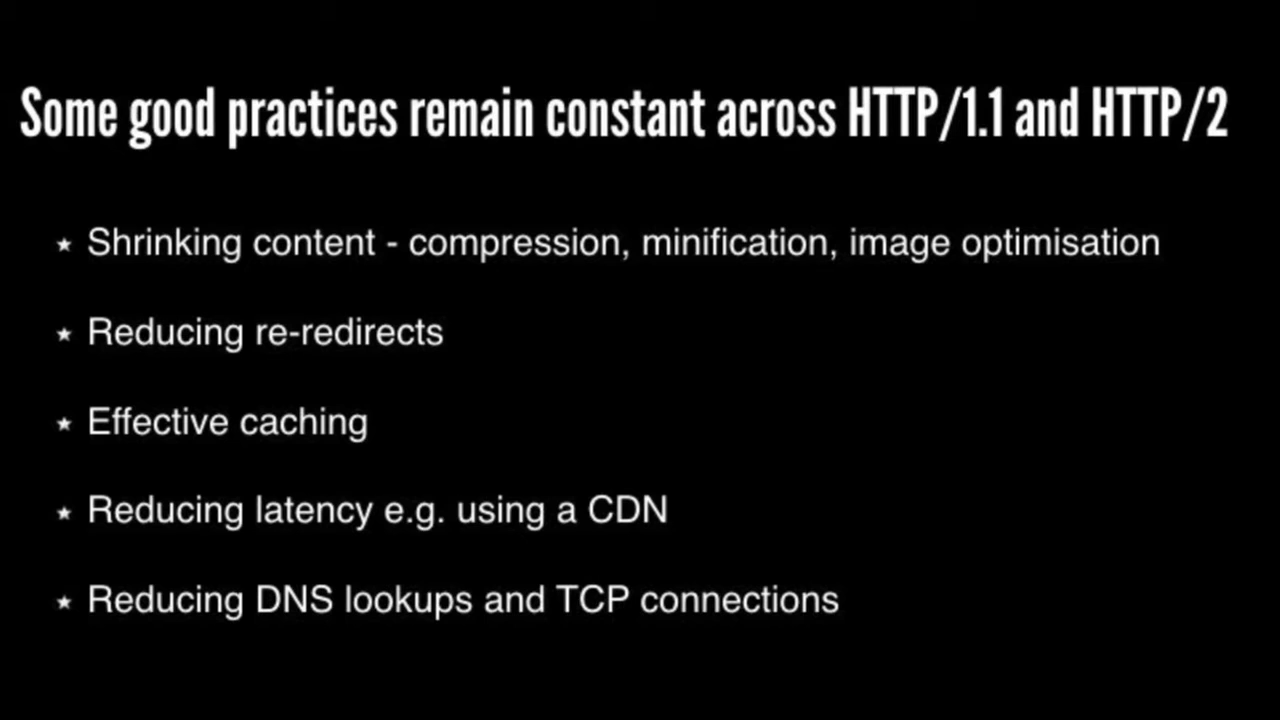 Some good practices remain constant across HTTP/1.1 and HTTP/2
★ Shrinking content - compression, minification, image optimisation
★ Reducing re-redirects
★ Effective caching
★ Reducing latency e.g. using a CDN
★ Reducing DNS lookups and TCP connections